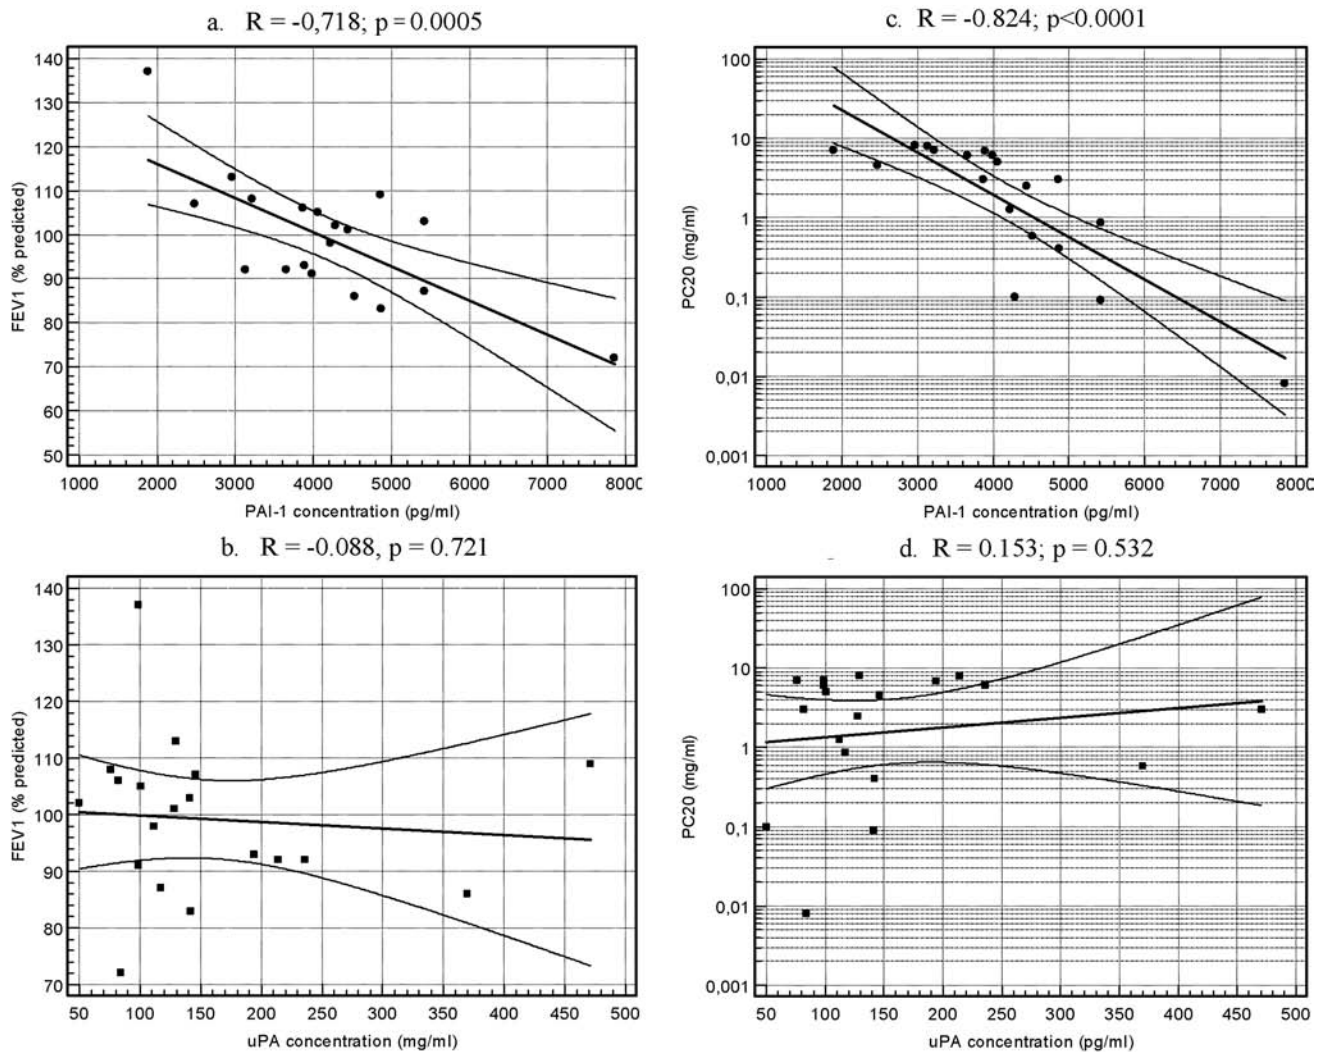 a. R = -0,718; p = 0.0005
140
130
120
110
100
90
80
70
60
50
FEV1 (% predicted)
1000 2000 3000 4000 5000 6000 7000 8000
PAI-1 concentration (pg/ml)
c. R = -0.824; p<0.0001
100
10
1
0,1
0,01
0,001
PC20 (mg/ml)
1000 2000 3000 4000 5000 6000 7000 8000
PAI-1 concentration (pg/ml)
b. R = -0.088, p = 0.721
140
130
120
110
100
90
80
70
FEV1 (% predicted)
50 100 150 200 250 300 350 400 450 500
uPA concentration (mg/ml)
d. R = 0.153; p = 0.532
100
10
1
0,1
0,01
0,001
PC20 (mg/ml)
50 100 150 200 250 300 350 400 450 500
uPA concentration (pg/ml)